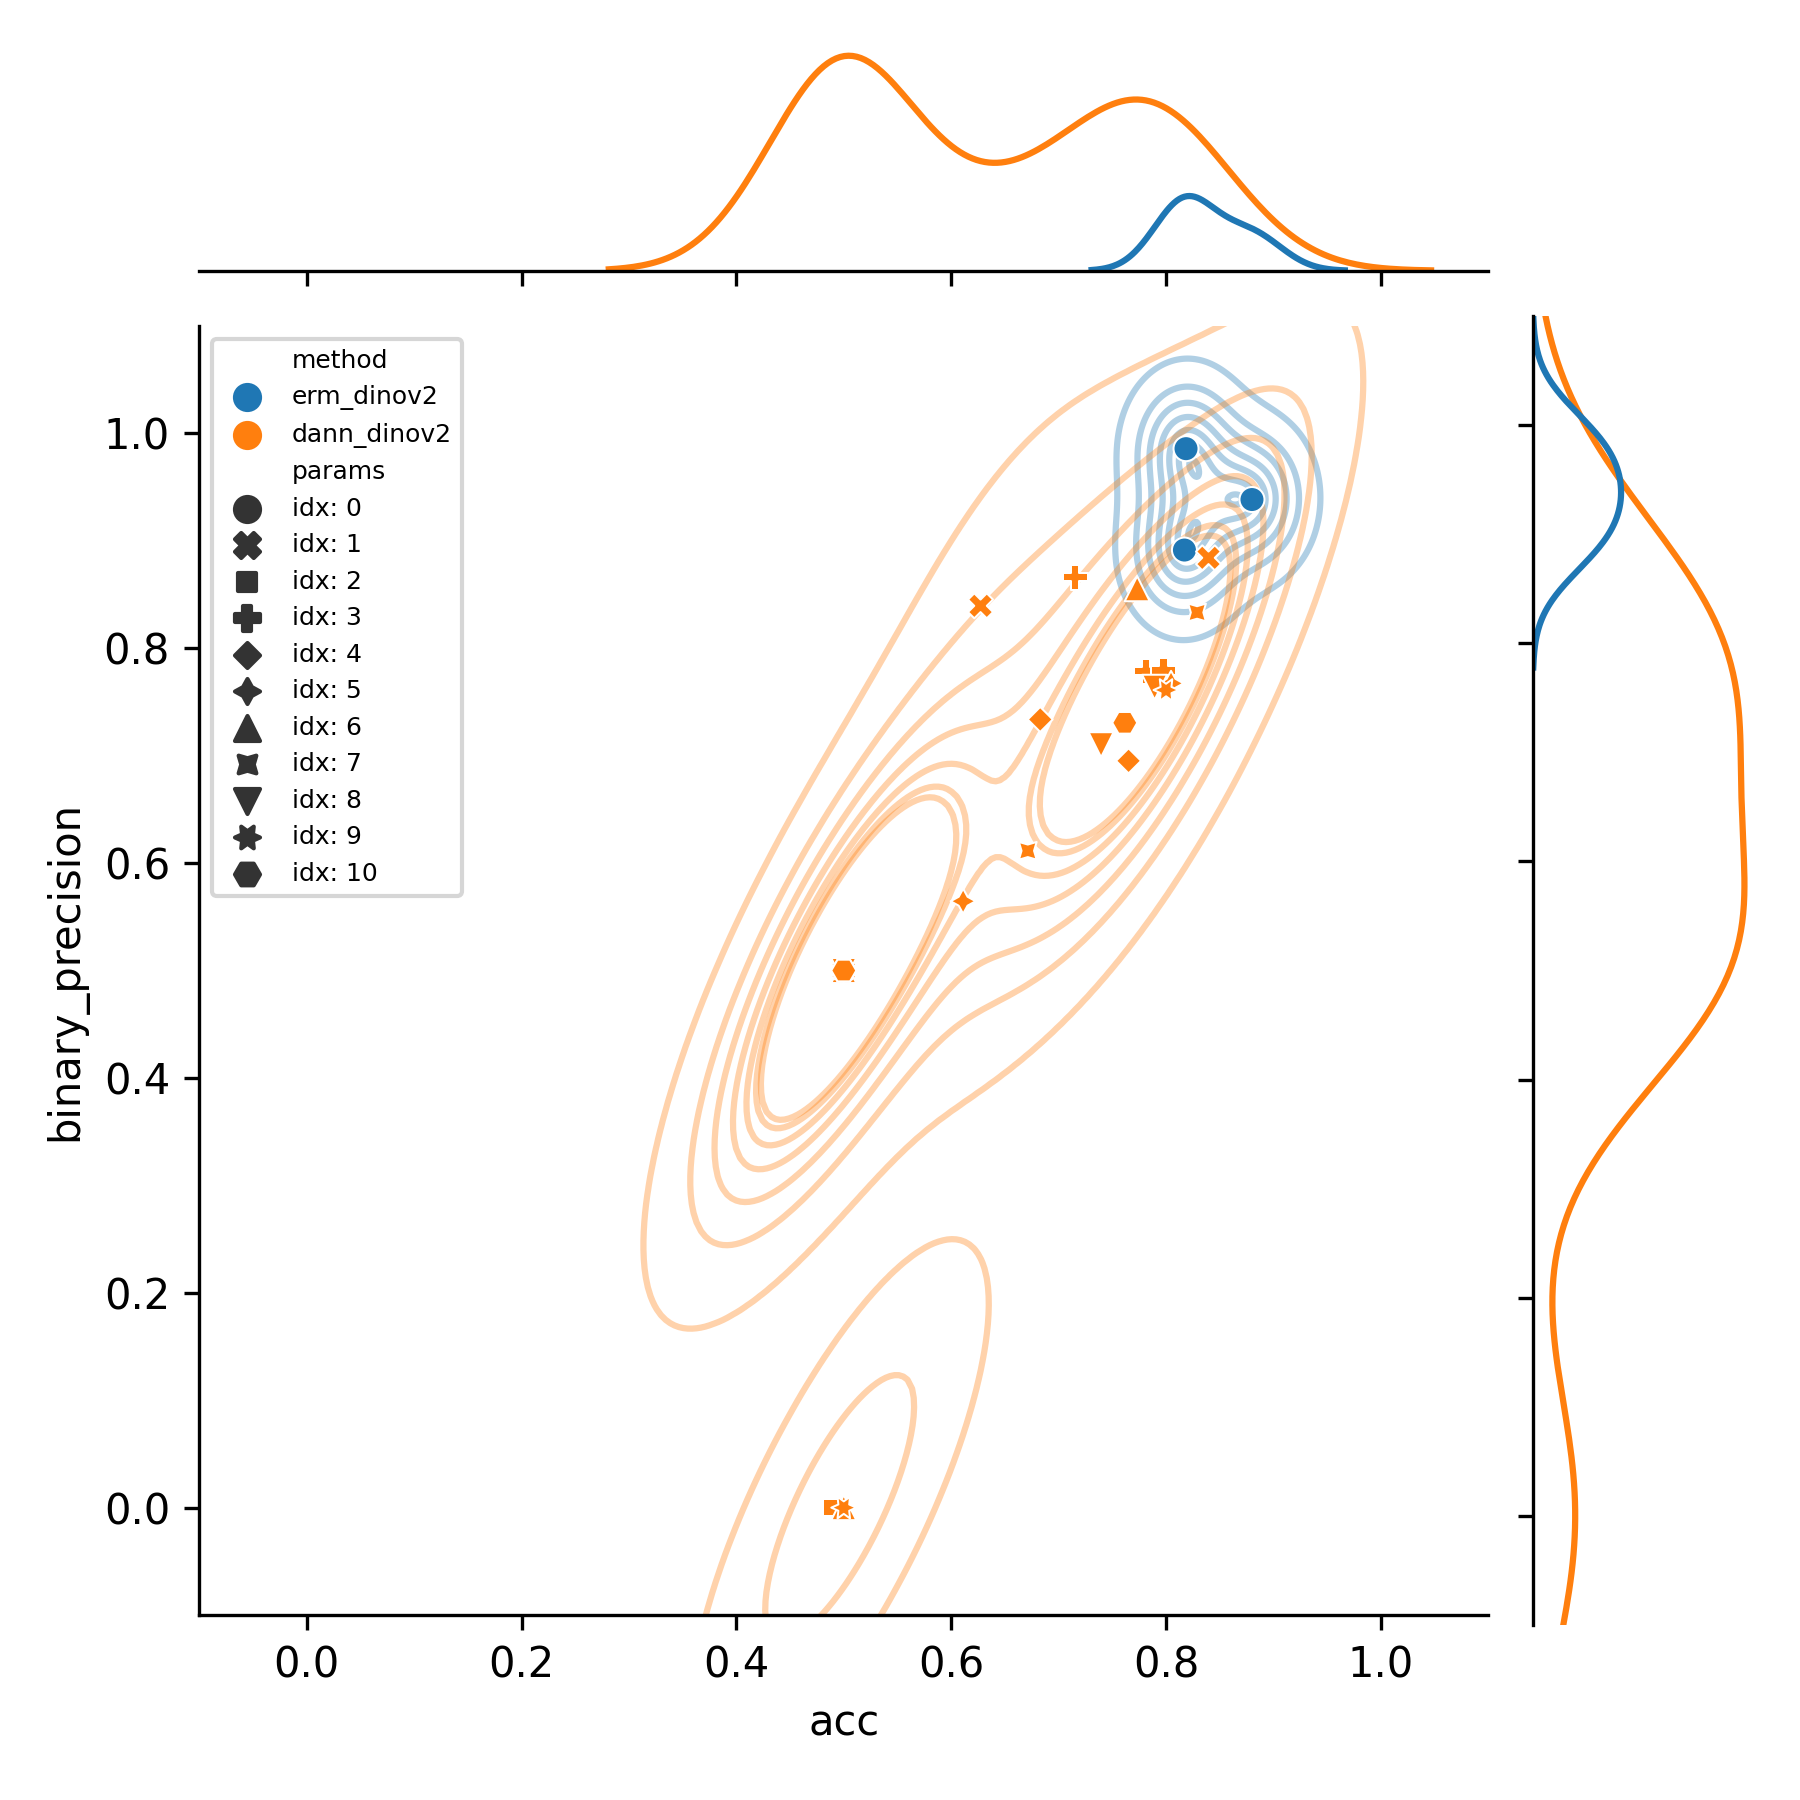 method
erm_dinov2
dann_dinov2
params
idx: 0
idx: 1
idx: 2
idx: 3
idx: 4
idx: 5
idx: 6
idx: 7
idx: 8
idx: 9
idx: 10
binary_precision
1.0
0.8
0.6
0.4
0.2
0.0
0.0 0.2 0.4 0.6 0.8 1.0
acc